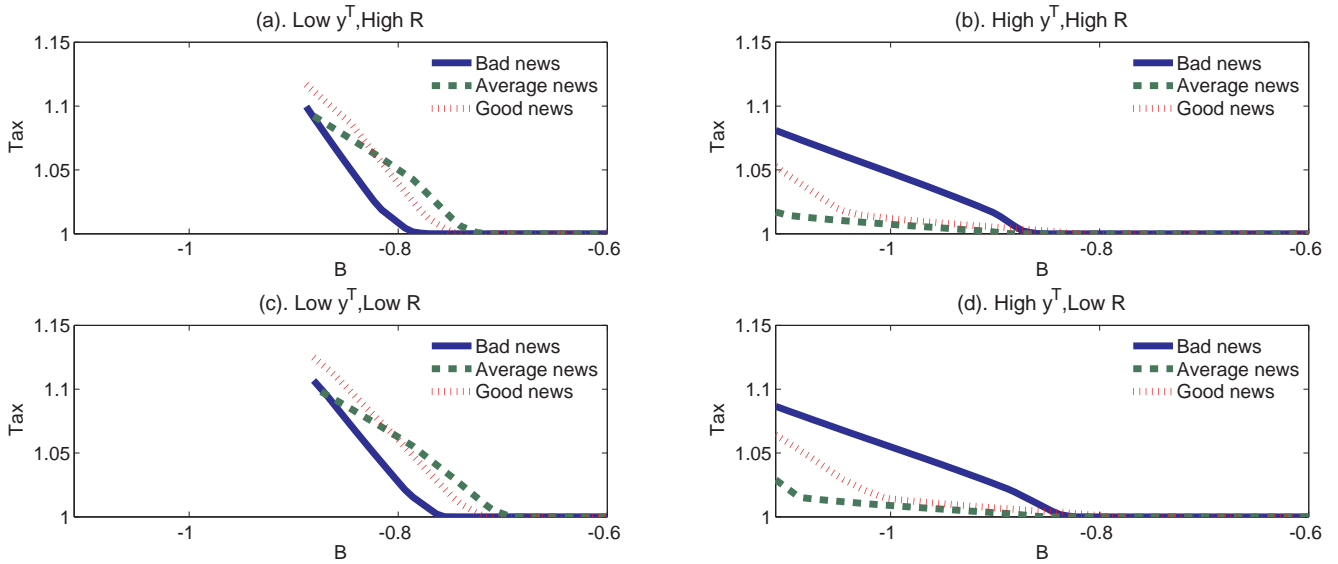 (a). Low y^T,High R
1.15
1.1
1.05
1
Tax
-1
-0.8
-0.6
B
Bad news
Average news
Good news
(b). High y^T,High R
1.15
1.1
1.05
1
Tax
-1
-0.8
-0.6
B
Bad news
Average news
Good news
(c). Low y^T,Low R
1.15
1.1
1.05
1
Tax
-1
-0.8
-0.6
B
Bad news
Average news
Good news
(d). High y^T,Low R
1.15
1.1
1.05
1
Tax
-1
-0.8
-0.6
B
Bad news
Average news
Good news